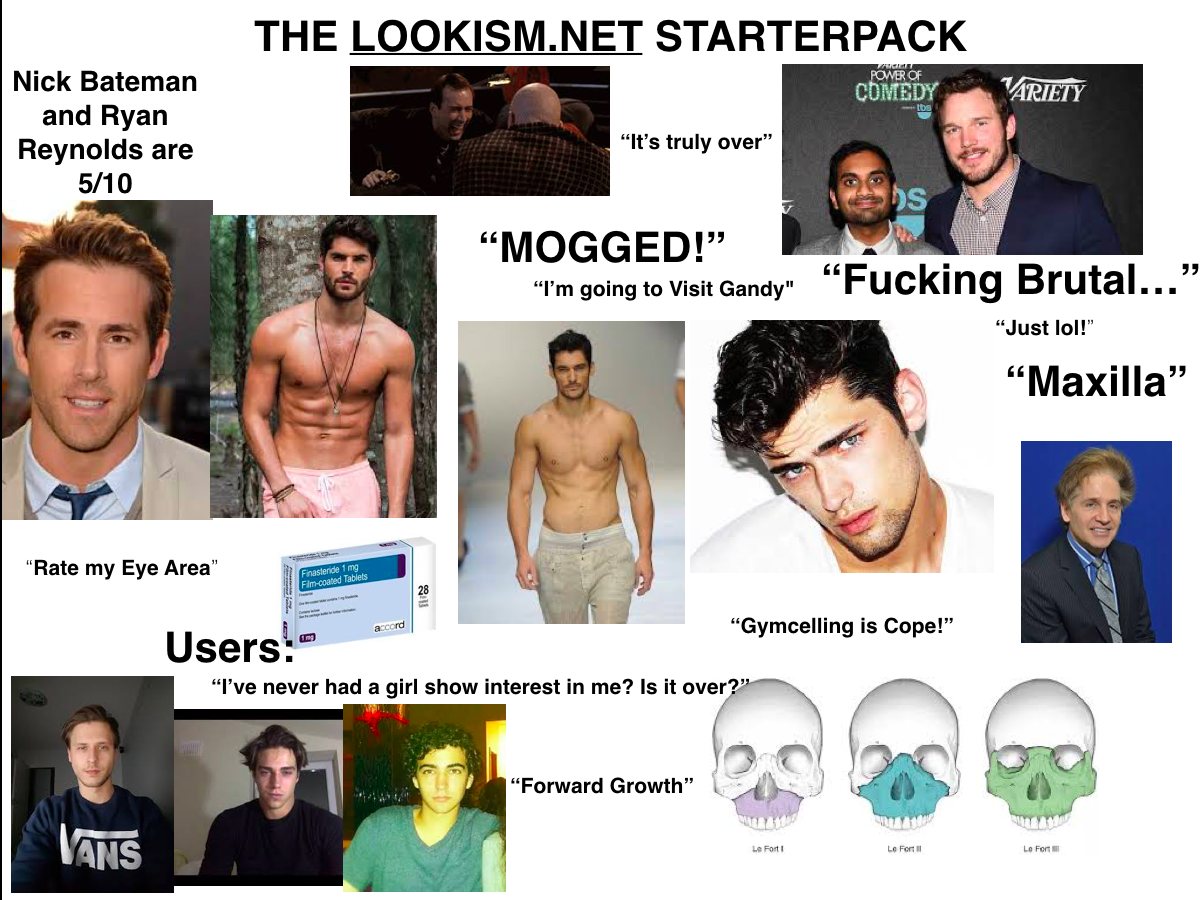 THE LOOKISM.NET STARTERPACK
Nick Bateman
and Ryan
Reynolds are
5/10
“It’s truly over”
VARIETY
POWER OF
COMEDY
tbs
VARIETY
bs
“MOGGED!”
“I’m going to Visit Gandy"
“Fucking Brutal…”
“Just lol!”
“Maxilla”
“Rate my Eye Area”
Finasteride 1 mg
Film-coated Tablets
28
accord
1 mg
“Gymcelling is Cope!”
Users:
“I’ve never had a girl show interest in me? Is it over?”
VANS
“Forward Growth”
Le Fort I
Le Fort II
Le Fort III